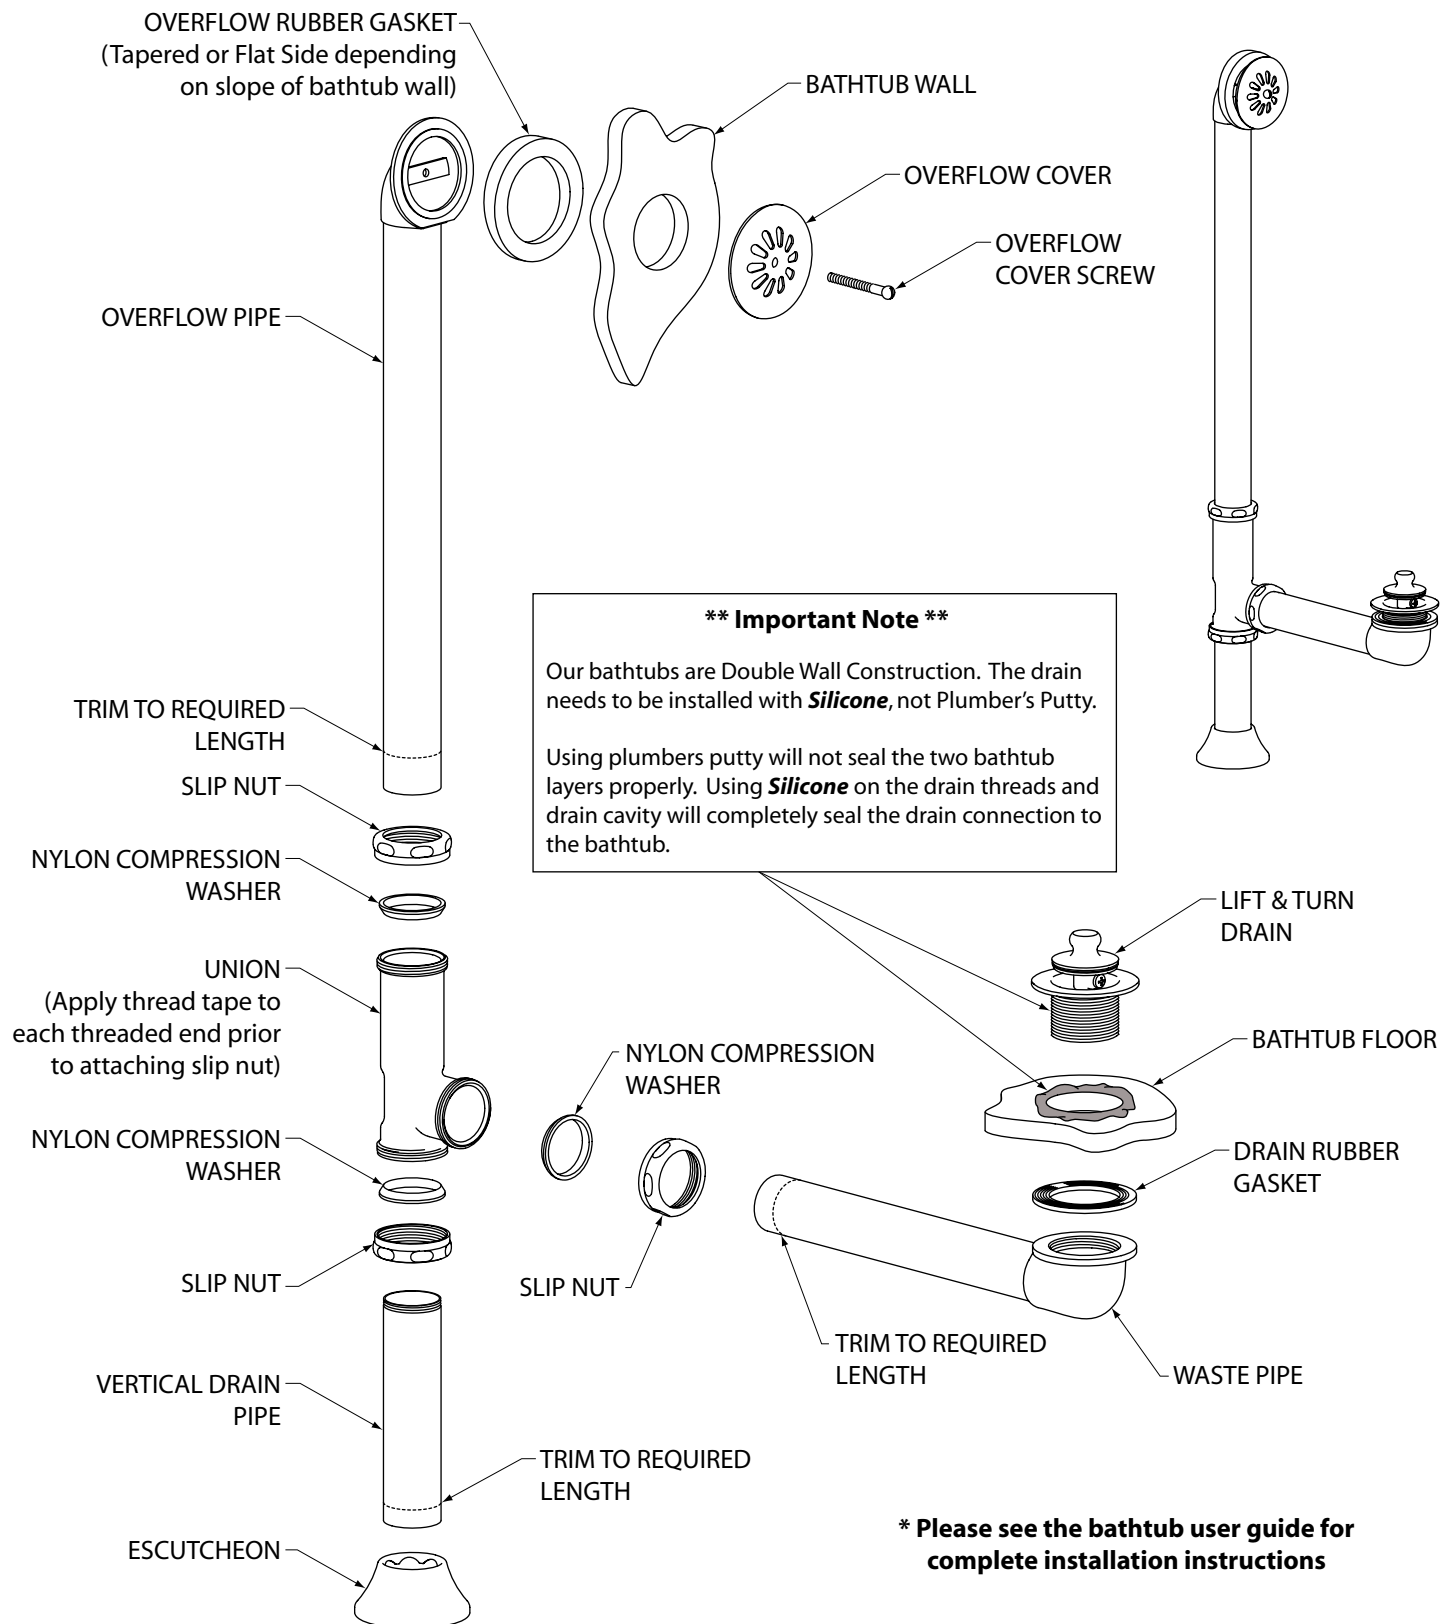 OVERFLOW RUBBER GASKET
(Tapered or Flat Side depending
on slope of bathtub wall)
BATHTUB WALL
OVERFLOW COVER
OVERFLOW
COVER SCREW
OVERFLOW PIPE
** Important Note **
Our bathtubs are Double Wall Construction. The drain
needs to be installed with Silicone, not Plumber's Putty.
Using plumbers putty will not seal the two bathtub
layers properly. Using Silicone on the drain threads and
drain cavity will completely seal the drain connection to
the bathtub.
TRIM TO REQUIRED
LENGTH
SLIP NUT
NYLON COMPRESSION
WASHER
LIFT & TURN
DRAIN
UNION
(Apply thread tape to
each threaded end prior
to attaching slip nut)
NYLON COMPRESSION
WASHER
BATHTUB FLOOR
NYLON COMPRESSION
WASHER
DRAIN RUBBER
GASKET
SLIP NUT
SLIP NUT
TRIM TO REQUIRED
LENGTH
WASTE PIPE
VERTICAL DRAIN
PIPE
TRIM TO REQUIRED
LENGTH
ESCUTCHEON
* Please see the bathtub user guide for
complete installation instructions